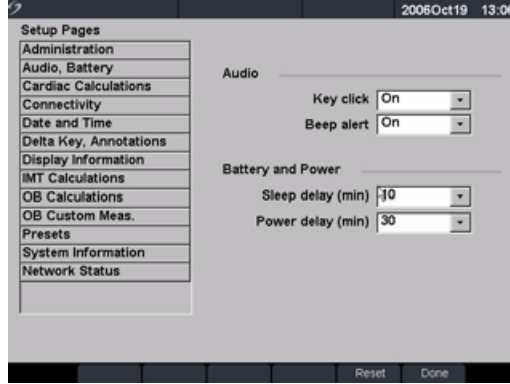 2006Oct19 13:06
Setup Pages
Administration
Audio, Battery
Cardiac Calculations
Connectivity
Date and Time
Delta Key, Annotations
Display Information
IMT Calculations
OB Calculations
OB Custom Meas.
Presets
System Information
Network Status
Audio
Key click On
Beep alert On
Battery and Power
Sleep delay (min) 10
Power delay (min) 30
Reset Done